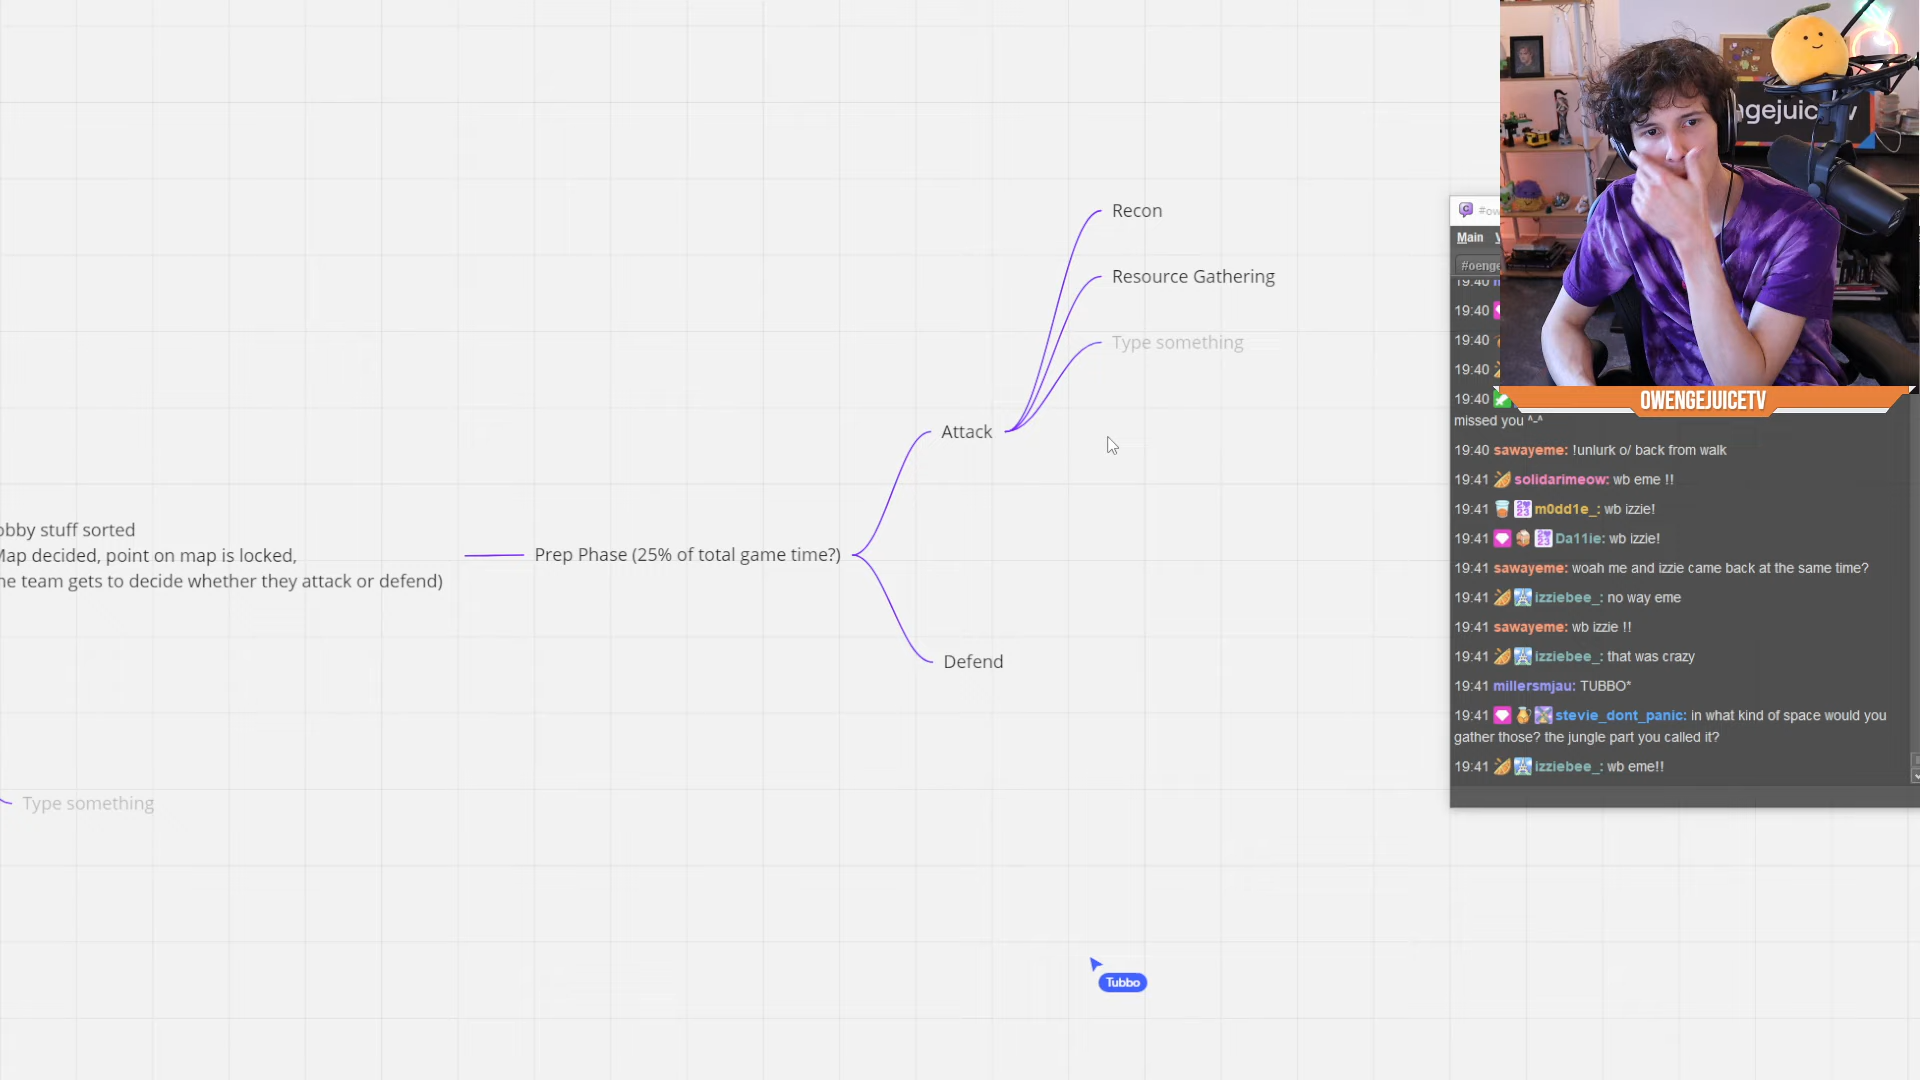 Recon
Resource Gathering
Type something
Attack
obby stuff sorted
Map decided, point on map is locked,
ne team gets to decide whether they attack or defend)
Prep Phase (25% of total game time?)
Defend
Type something
Tubbo
ngejuic tv
OWENGEJUICETV
#ow
Main
#oenge
19:40
19:40
19:40
19:40
19:40
missed you ^-^
19:40 sawayeme: !unlurk o/ back from walk
19:41 solidarimeow: wb eme !!
19:41 m0dd1e_: wb izzie!
19:41 Da11ie: wb izzie!
19:41 sawayeme: woah me and izzie came back at the same time?
19:41 izziebee_: no way eme
19:41 sawayeme: wb izzie !!
19:41 izziebee_: that was crazy
19:41 millersmjau: TUBBO*
19:41 stevie_dont_panic: in what kind of space would you
gather those? the jungle part you called it?
19:41 izziebee_: wb eme!!